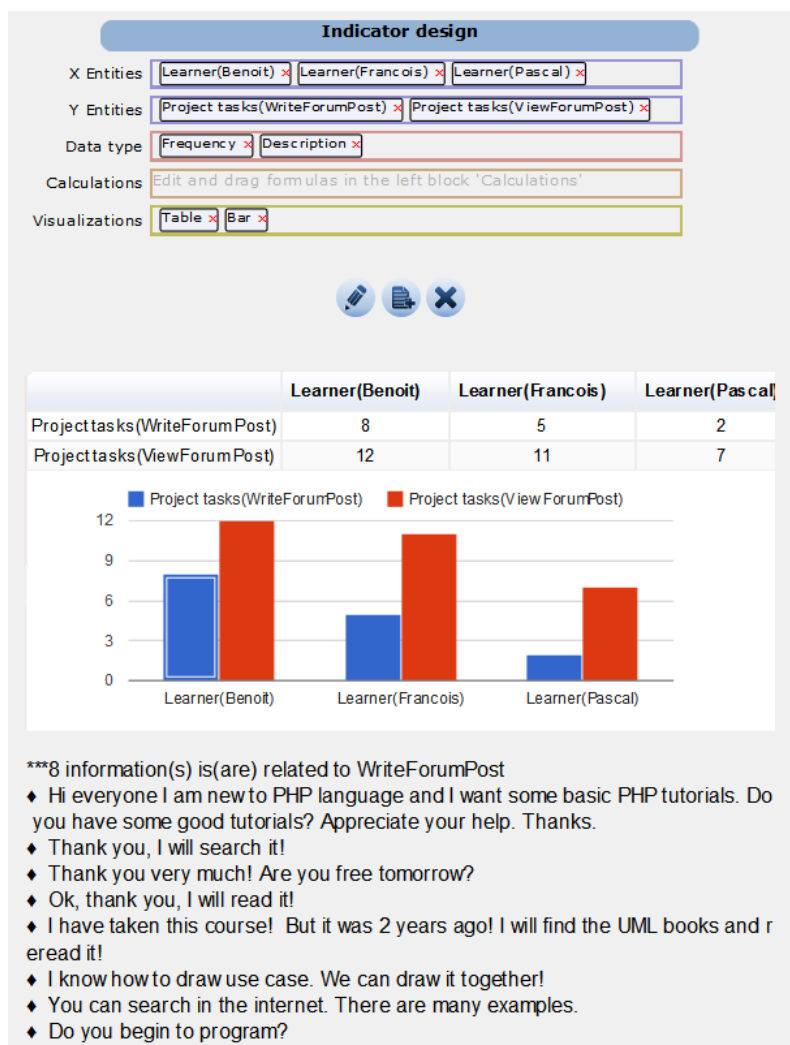 Indicator design
X Entities Learner(Benoit) x Learner(Francois) x Learner(Pascal) x
Y Entities Project tasks(WriteForumPost) x Project tasks(ViewForumPost) x
Data type Frequency x Description x
Calculations Edit and drag formulas in the left block 'Calculations'
Visualizations Table x Bar x
Learner(Benoit) Learner(Francois) Learner(Pascal)
Project tasks(WriteForumPost) 8 5 2
Project tasks(ViewForumPost) 12 11 7
Project tasks(WriteForumPost) Project tasks(ViewForumPost)
12
9
6
3
0
Learner(Benoit) Learner(Francois) Learner(Pascal)
***8 information(s) is(are) related to WriteForumPost
♦ Hi everyone I am new to PHP language and I want some basic PHP tutorials. Do
you have some good tutorials? Appreciate your help. Thanks.
♦ Thank you, I will search it!
♦ Thank you very much! Are you free tomorrow?
♦ Ok, thank you, I will read it!
♦ I have taken this course! But it was 2 years ago! I will find the UML books and r
eread it!
♦ I know how to draw use case. We can draw it together!
♦ You can search in the internet. There are many examples.
♦ Do you begin to program?